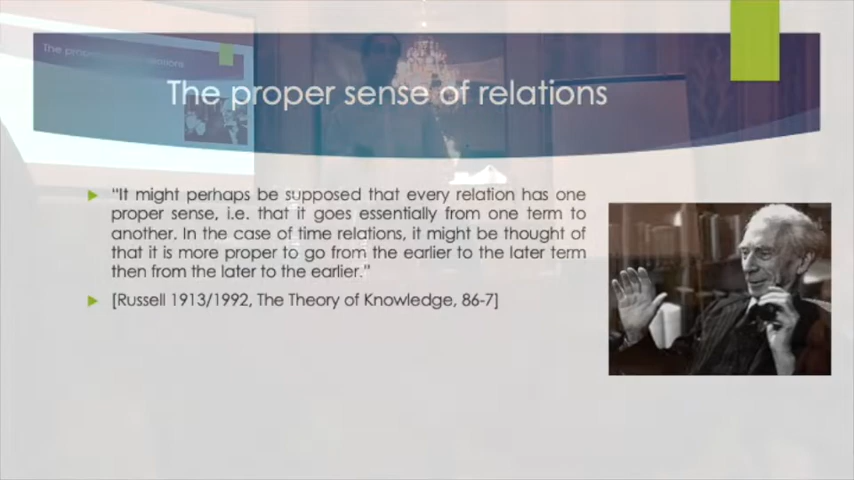 The proper sense of relations
"It might perhaps be supposed that every relation has one
proper sense, i.e. that it goes essentially from one term to
another. In the case of time relations, it might be thought of
that it is more proper to go from the earlier to the later term
then from the later to the earlier."
[Russell 1913/1992, The Theory of Knowledge, 86-7]